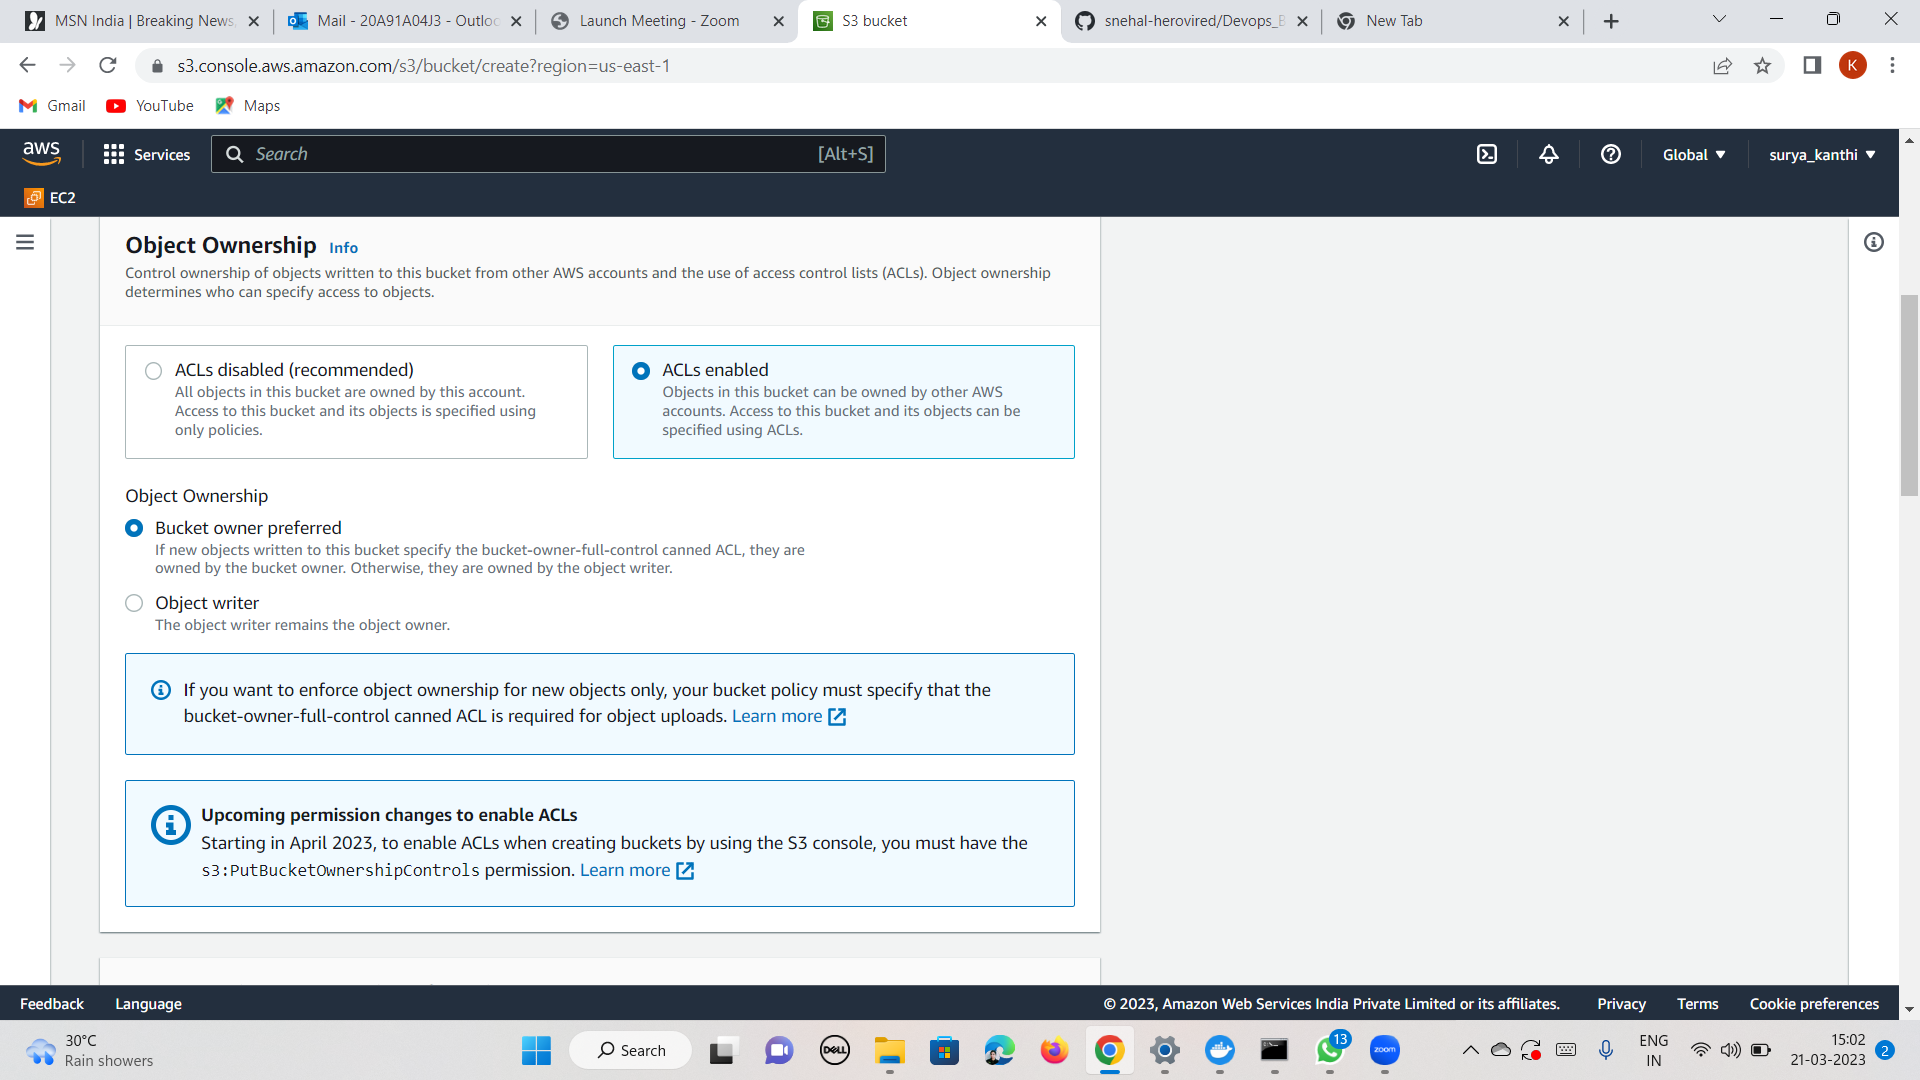 MSN India | Breaking News,
Mail - 20A91A04J3 - Outloo
Launch Meeting - Zoom
S3 bucket
snehal-herovired/Devops_B
New Tab
s3.console.aws.amazon.com/s3/bucket/create?region=us-east-1
K
Gmail
YouTube
Maps
aws
Services
Search
[Alt+S]
Global
surya_kanthi
EC2
Object Ownership Info
Control ownership of objects written to this bucket from other AWS accounts and the use of access control lists (ACLs). Object ownership
determines who can specify access to objects.
ACLs disabled (recommended)
All objects in this bucket are owned by this account.
Access to this bucket and its objects is specified using
only policies.
ACLs enabled
Objects in this bucket can be owned by other AWS
accounts. Access to this bucket and its objects can be
specified using ACLs.
Object Ownership
Bucket owner preferred
If new objects written to this bucket specify the bucket-owner-full-control canned ACL, they are
owned by the bucket owner. Otherwise, they are owned by the object writer.
Object writer
The object writer remains the object owner.
If you want to enforce object ownership for new objects only, your bucket policy must specify that the
bucket-owner-full-control canned ACL is required for object uploads. Learn more
Upcoming permission changes to enable ACLs
Starting in April 2023, to enable ACLs when creating buckets by using the S3 console, you must have the
s3:PutBucketOwnershipControls permission. Learn more
Feedback
Language
© 2023, Amazon Web Services India Private Limited or its affiliates.
Privacy
Terms
Cookie preferences
30°C
Rain showers
Search
DELL
13
zoom
ENG
IN
15:02
21-03-2023
2